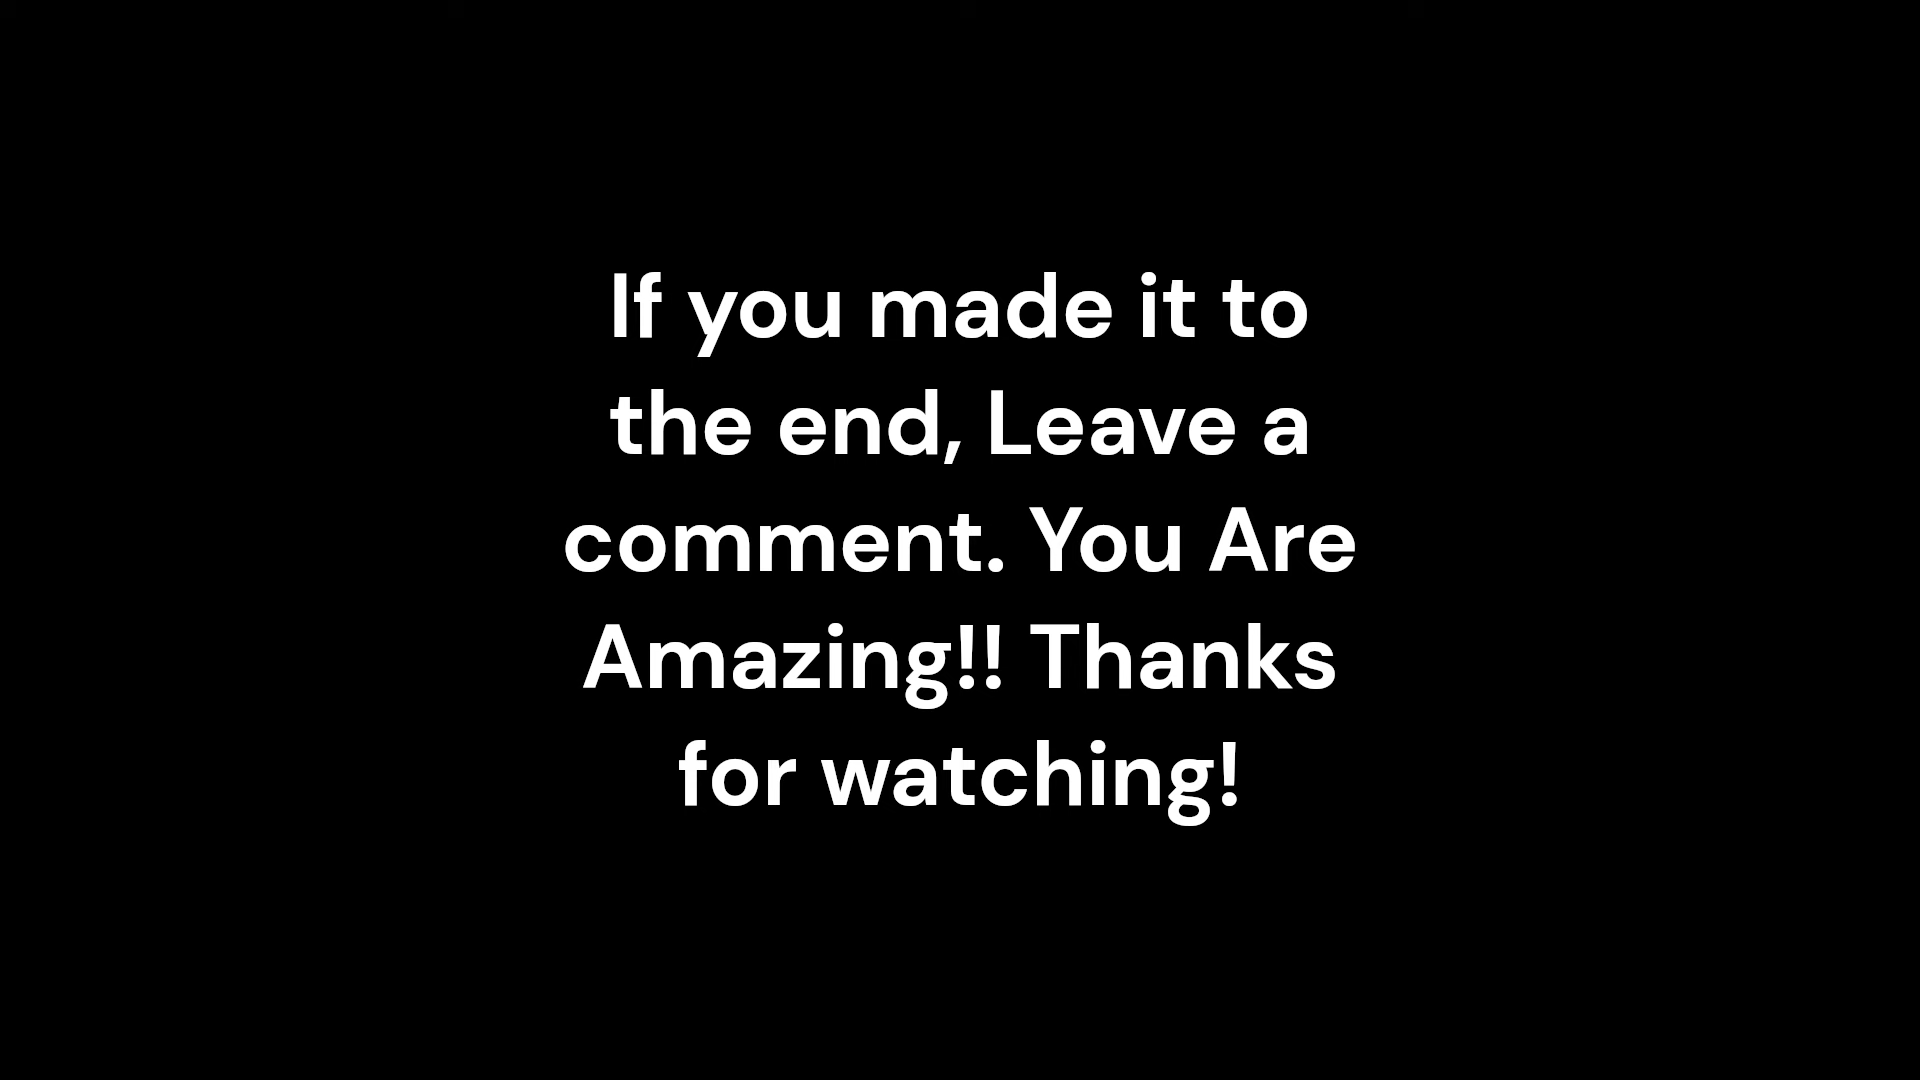 If you made it to
the end, Leave a
comment. You Are
Amazing!! Thanks
for watching!